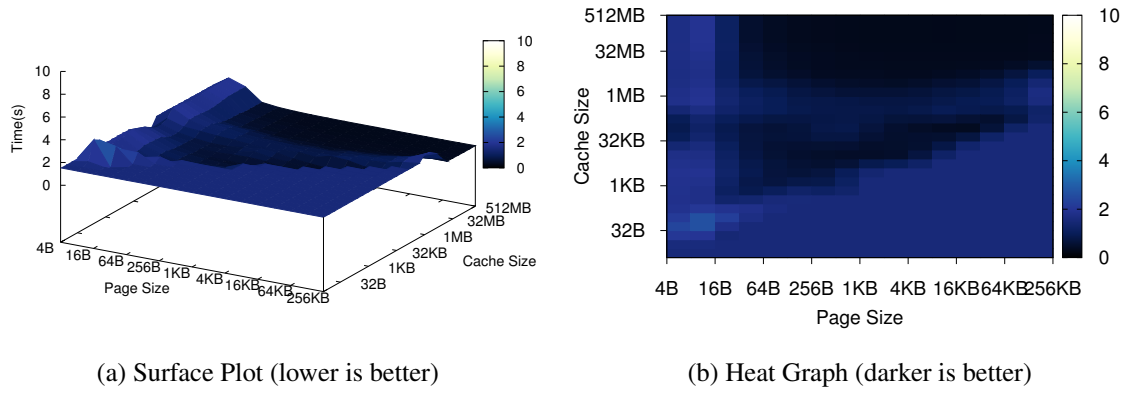 10
8
6
4
2
0
Time(s)
10
8
6
4
2
0
4B
16B
64B
256B
1KB
4KB
16KB
64KB
256KB
Page Size
32B
1KB
32KB
1MB
32MB
512MB
Cache Size
(a) Surface Plot (lower is better)
512MB
32MB
1MB
32KB
1KB
32B
Cache Size
4B 16B 64B 256B 1KB 4KB 16KB 64KB 256KB
Page Size
10
8
6
4
2
0
(b) Heat Graph (darker is better)